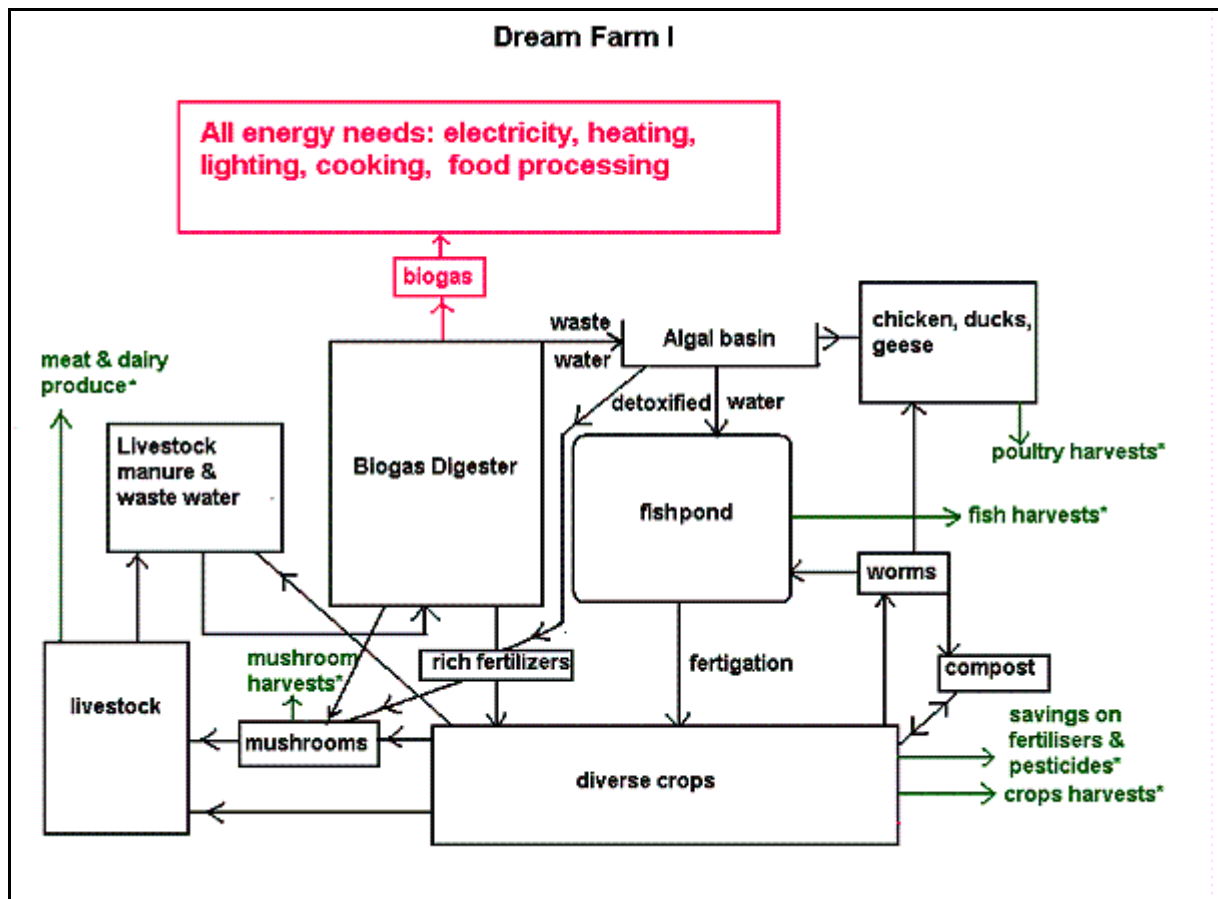 Dream Farm I
All energy needs: electricity, heating,
lighting, cooking, food processing
biogas
waste
water
Algal basin
chicken, ducks,
geese
meat & dairy
produce*
detoxified water
Livestock
manure &
waste water
Biogas Digester
poultry harvests*
fishpond
fish harvests*
worms
mushroom
harvests*
rich fertilizers
fertigation
compost
livestock
mushrooms
diverse crops
savings on
fertilisers &
pesticides*
crops harvests*